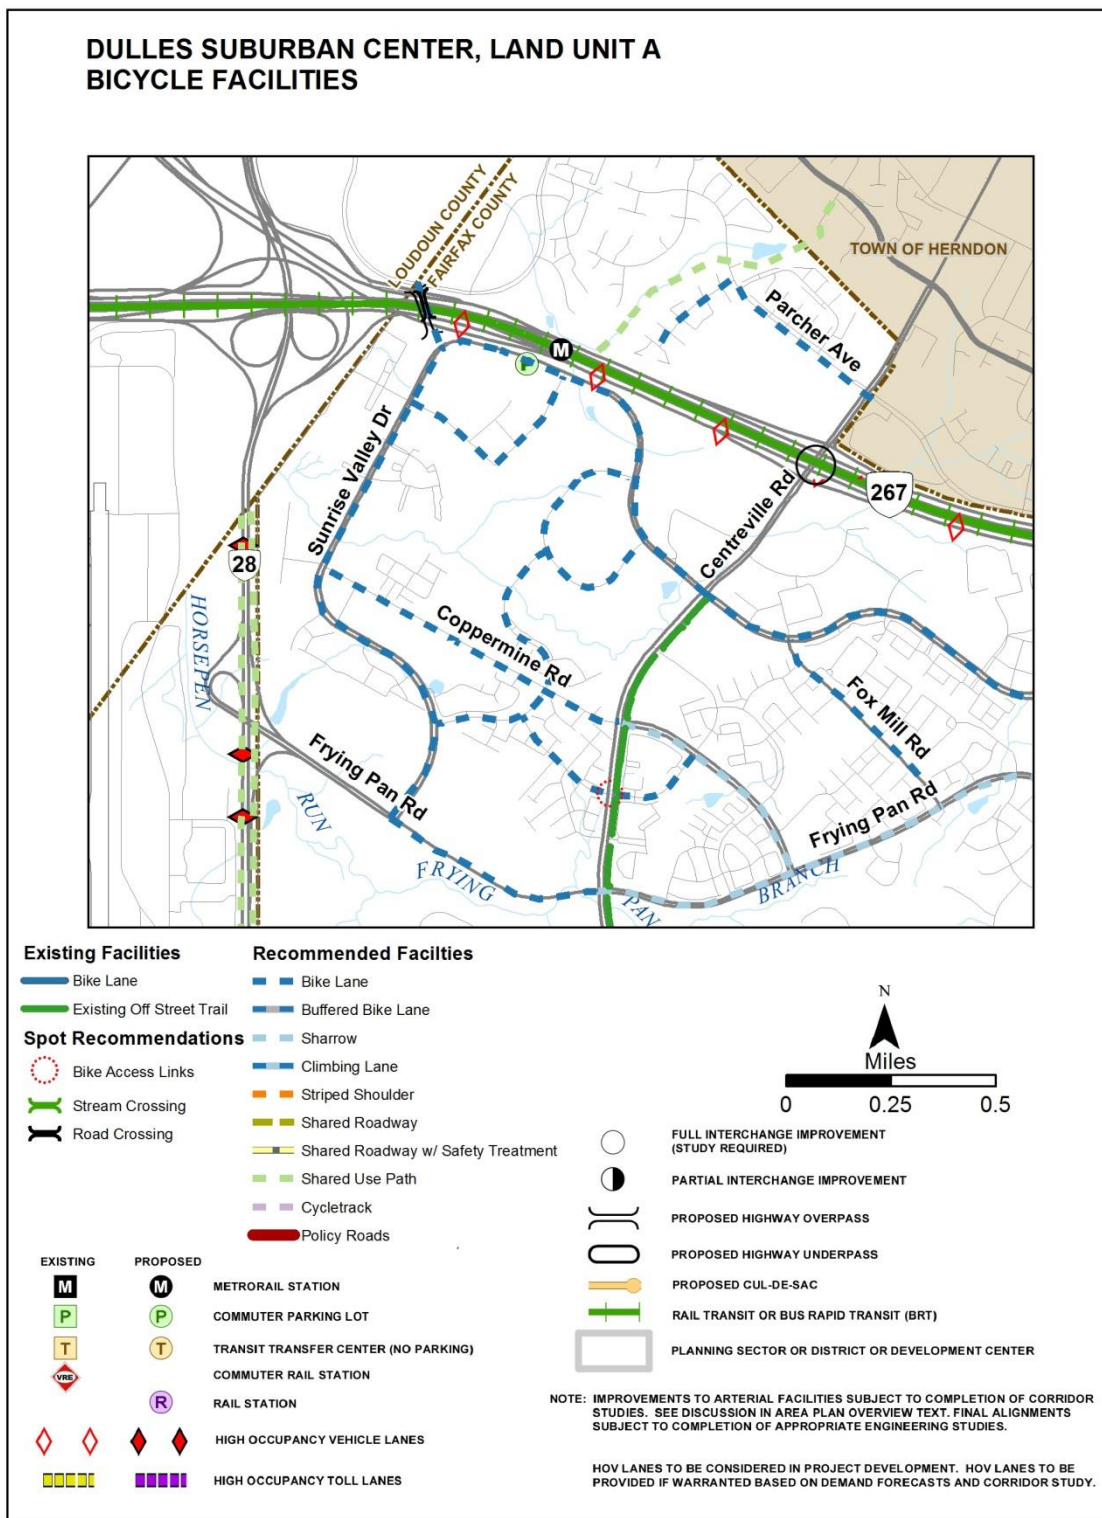 DULLES SUBURBAN CENTER, LAND UNIT A
BICYCLE FACILITIES
LOUDOUN COUNTY
FAIRFAX COUNTY
TOWN OF HERNDON
Parcher Ave
M
P
Sunrise Valley Dr
Centreville Rd
267
28
HORSEPEN
Coppermine Rd
Fox Mill Rd
Frying Pan Rd
RUN
Frying Pan Rd
FRYING
PAN
BRANCH
Existing Facilities
Bike Lane
Existing Off Street Trail
Spot Recommendations
Bike Access Links
Stream Crossing
Road Crossing
Recommended Facilties
Bike Lane
Buffered Bike Lane
Sharrow
Climbing Lane
Striped Shoulder
Shared Roadway
Shared Roadway w/ Safety Treatment
Shared Use Path
Cycletrack
Policy Roads
N
Miles
0 0.25 0.5
EXISTING PROPOSED
M M METRORAIL STATION
P P COMMUTER PARKING LOT
T T TRANSIT TRANSFER CENTER (NO PARKING)
VRE COMMUTER RAIL STATION
R RAIL STATION
HIGH OCCUPANCY VEHICLE LANES
HIGH OCCUPANCY TOLL LANES
FULL INTERCHANGE IMPROVEMENT
(STUDY REQUIRED)
PARTIAL INTERCHANGE IMPROVEMENT
PROPOSED HIGHWAY OVERPASS
PROPOSED HIGHWAY UNDERPASS
PROPOSED CUL-DE-SAC
RAIL TRANSIT OR BUS RAPID TRANSIT (BRT)
PLANNING SECTOR OR DISTRICT OR DEVELOPMENT CENTER
NOTE: IMPROVEMENTS TO ARTERIAL FACILITIES SUBJECT TO COMPLETION OF CORRIDOR
STUDIES. SEE DISCUSSION IN AREA PLAN OVERVIEW TEXT. FINAL ALIGNMENTS
SUBJECT TO COMPLETION OF APPROPRIATE ENGINEERING STUDIES.
HOV LANES TO BE CONSIDERED IN PROJECT DEVELOPMENT. HOV LANES TO BE
PROVIDED IF WARRANTED BASED ON DEMAND FORECASTS AND CORRIDOR STUDY.